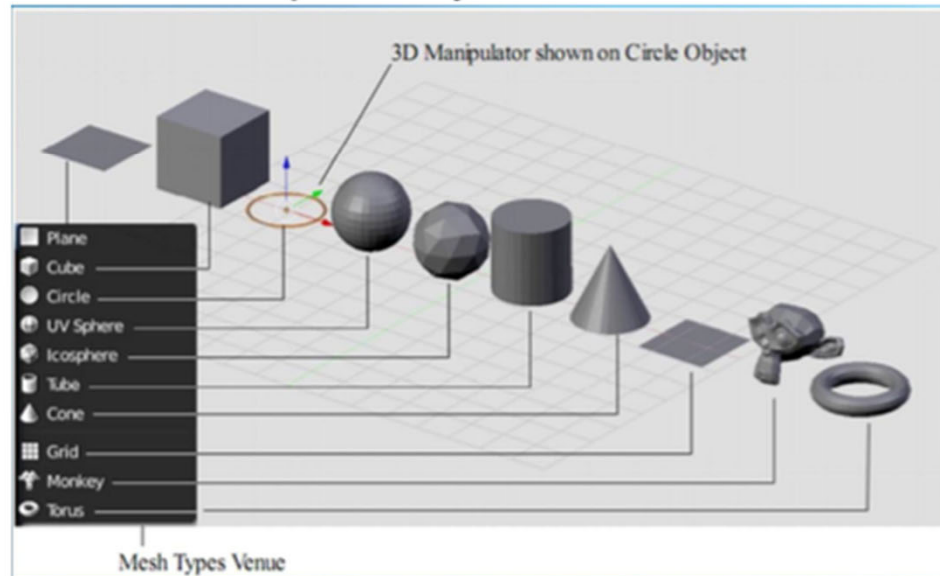 3D Manipulator shown on Circle Object
Plane
Cube
Circle
UV Sphere
Icosphere
Tube
Cone
Grid
Monkey
Torus
Mesh Types Venue